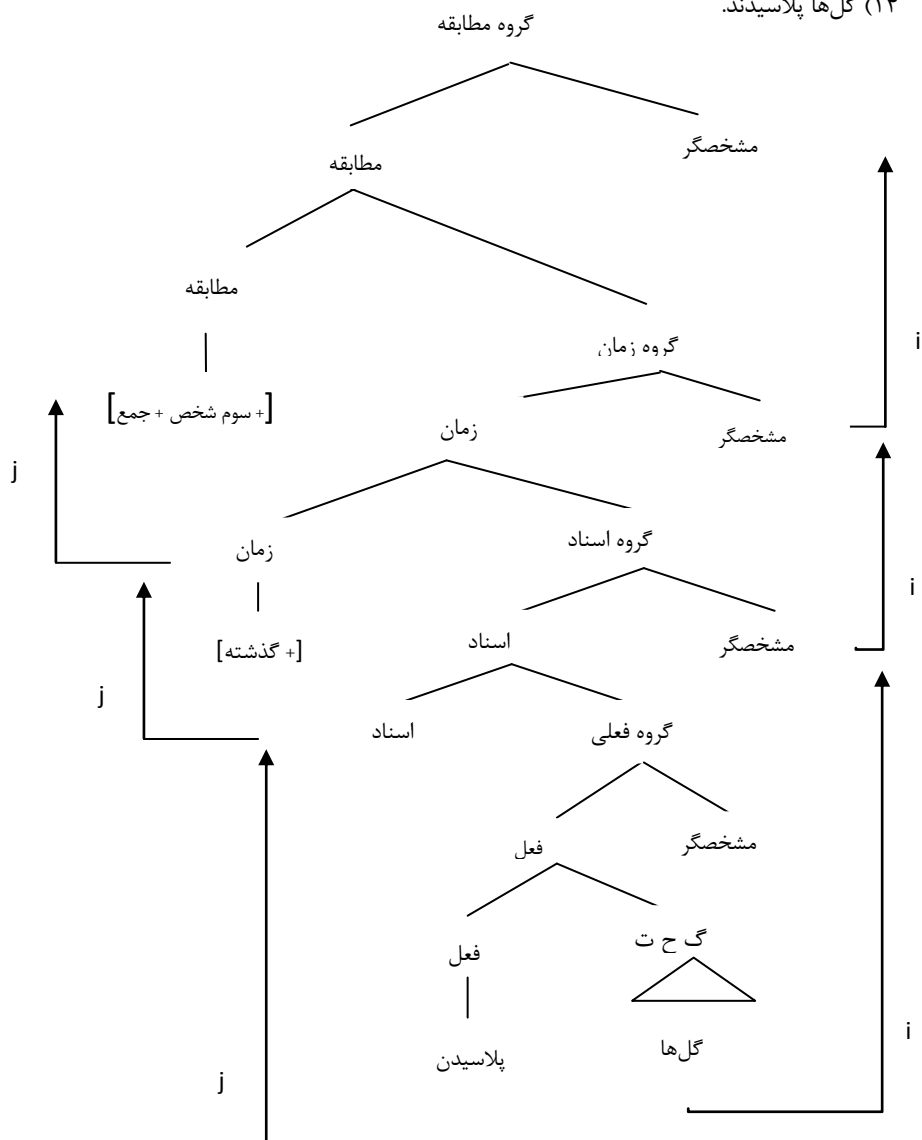 ۱۲) گل‌ها پلاسیدند.
گروه مطابقه
مشخصگر
مطابقه
مطابقه
گروه زمان
i
[+ سوم شخص + جمع]
مشخصگر
زمان
j
گروه اسناد
زمان
i
مشخصگر
اسناد
[+ گذشته]
j
گروه فعلی
اسناد
مشخصگر
فعل
گ ح ت
فعل
گل‌ها
پلاسیدن
i
j